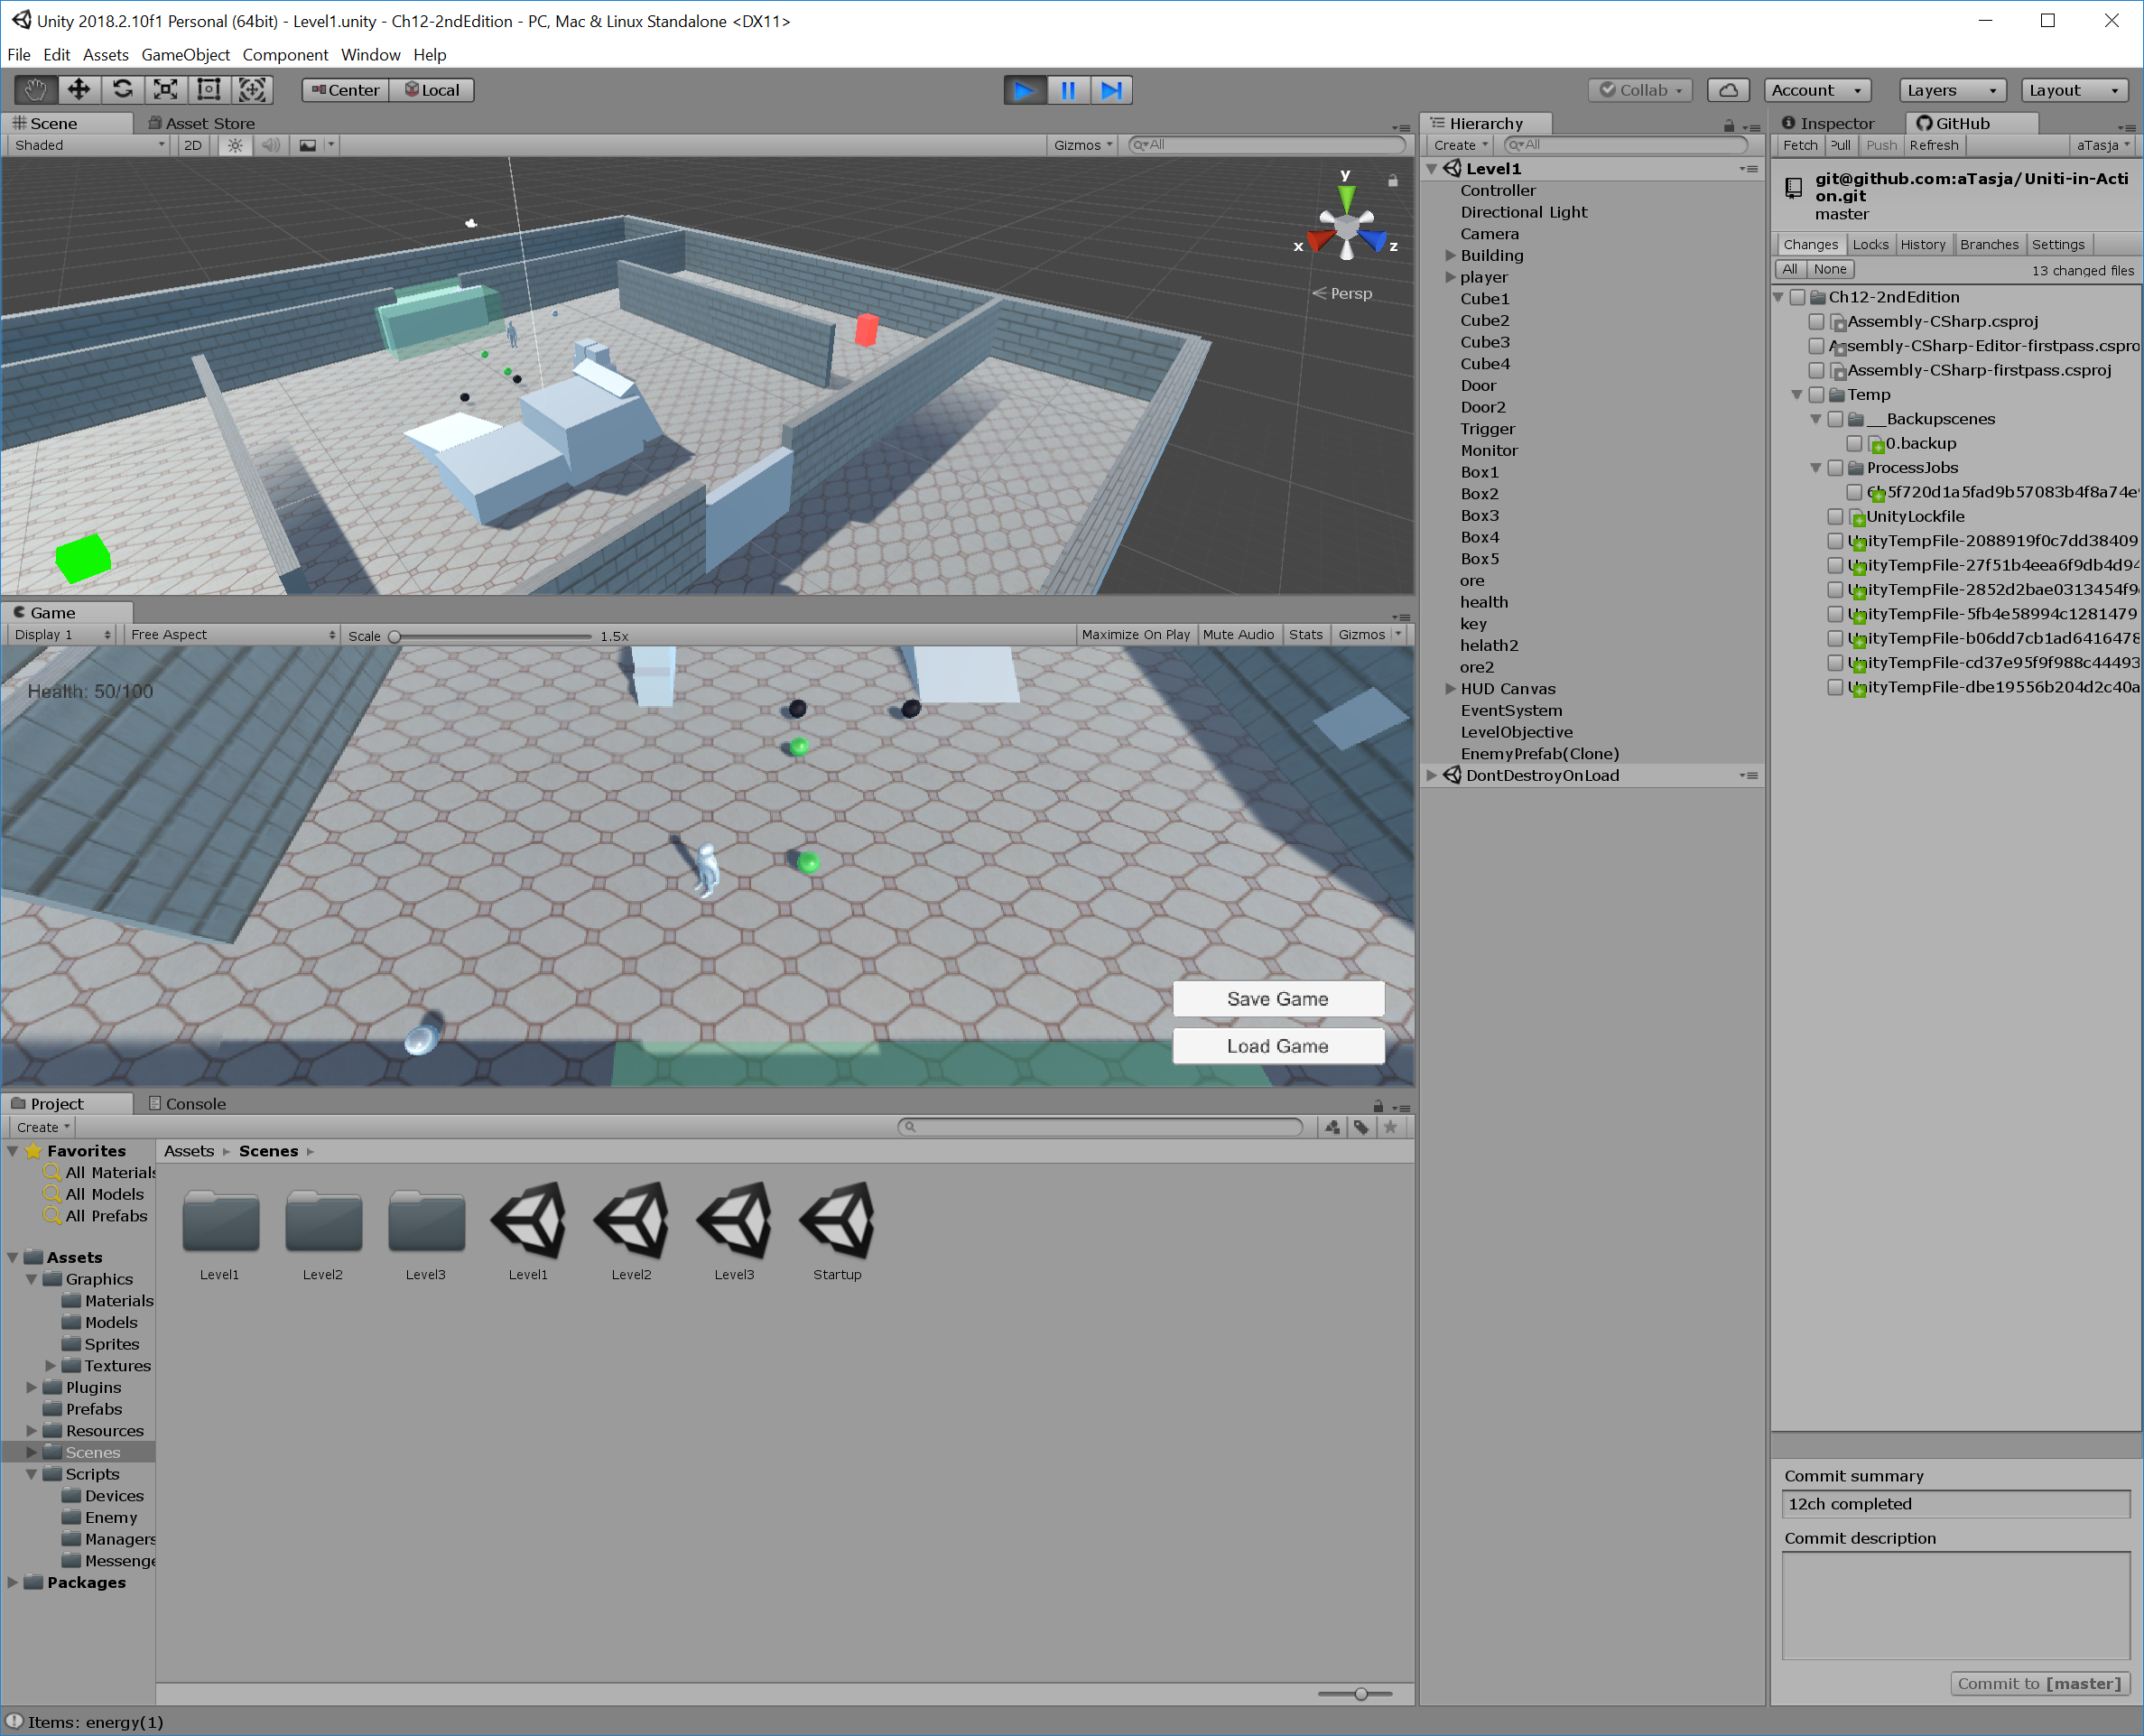 Unity 2018.2.10f1 Personal (64bit) - Level1.unity - Ch12-2ndEdition - PC, Mac & Linux Standalone <DX11>
File Edit Assets GameObject Component Window Help
Center Local
Collab Account Layers Layout
Scene Asset Store
Shaded 2D Gizmos All
y
x z
Persp
Game
Display 1 Free Aspect Scale 1.5x Maximize On Play Mute Audio Stats Gizmos
Health: 50/100
Save Game
Load Game
Project Console
Create
Favorites
All Materials
All Models
All Prefabs
Assets
Graphics
Materials
Models
Sprites
Textures
Plugins
Prefabs
Resources
Scenes
Scripts
Devices
Enemy
Managers
Messenge
Packages
Assets Scenes
Level1 Level2 Level3 Level1 Level2 Level3 Startup
Items: energy(1)
Hierarchy
Create All
Level1
Controller
Directional Light
Camera
Building
player
Cube1
Cube2
Cube3
Cube4
Door
Door2
Trigger
Monitor
Box1
Box2
Box3
Box4
Box5
ore
health
key
helath2
ore2
HUD Canvas
EventSystem
LevelObjective
EnemyPrefab(Clone)
DontDestroyOnLoad
Inspector GitHub
Fetch Pull Push Refresh aTasja
git@github.com:aTasja/Uniti-in-Acti
on.git
master
Changes Locks History Branches Settings
All None 13 changed files
Ch12-2ndEdition
Assembly-CSharp.csproj
Assembly-CSharp-Editor-firstpass.cspro
Assembly-CSharp-firstpass.csproj
Temp
__Backupscenes
0.backup
ProcessJobs
6b5f720d1a5fad9b57083b4f8a74e
UnityLockfile
UnityTempFile-2088919f0c7dd38409
UnityTempFile-27f51b4eea6f9db4d94
UnityTempFile-2852d2bae0313454f9
UnityTempFile-5fb4e58994c1281479
UnityTempFile-b06dd7cb1ad6416478
UnityTempFile-cd37e95f9f988c44493
UnityTempFile-dbe19556b204d2c40a
Commit summary
12ch completed
Commit description
Commit to [master]